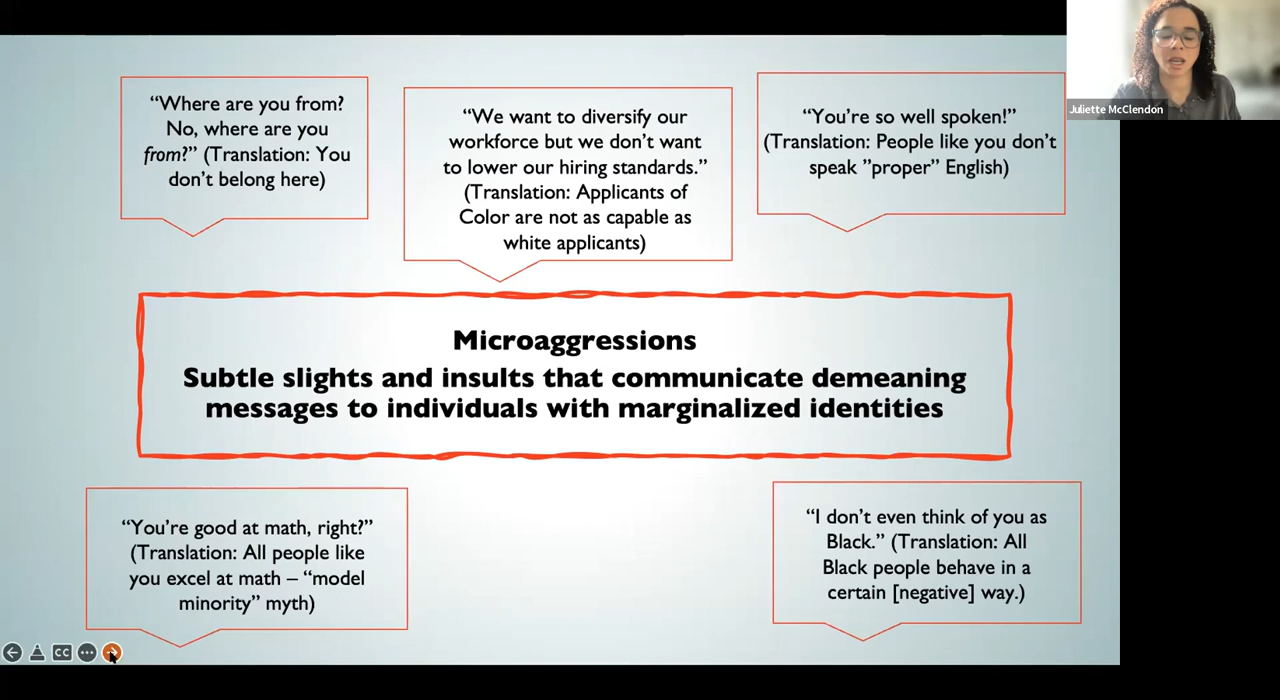 "Where are you from?
No, where are you
from?" (Translation: You
don't belong here)
"We want to diversify our
workforce but we don't want
to lower our hiring standards."
(Translation: Applicants of
Color are not as capable as
white applicants)
"You're so well spoken!"
(Translation: People like you don't
speak "proper" English)
Juliette McClendon
Microaggressions
Subtle slights and insults that communicate demeaning
messages to individuals with marginalized identities
"You're good at math, right?"
(Translation: All people like
you excel at math – "model
minority" myth)
"I don't even think of you as
Black." (Translation: All
Black people behave in a
certain [negative] way.)
CC